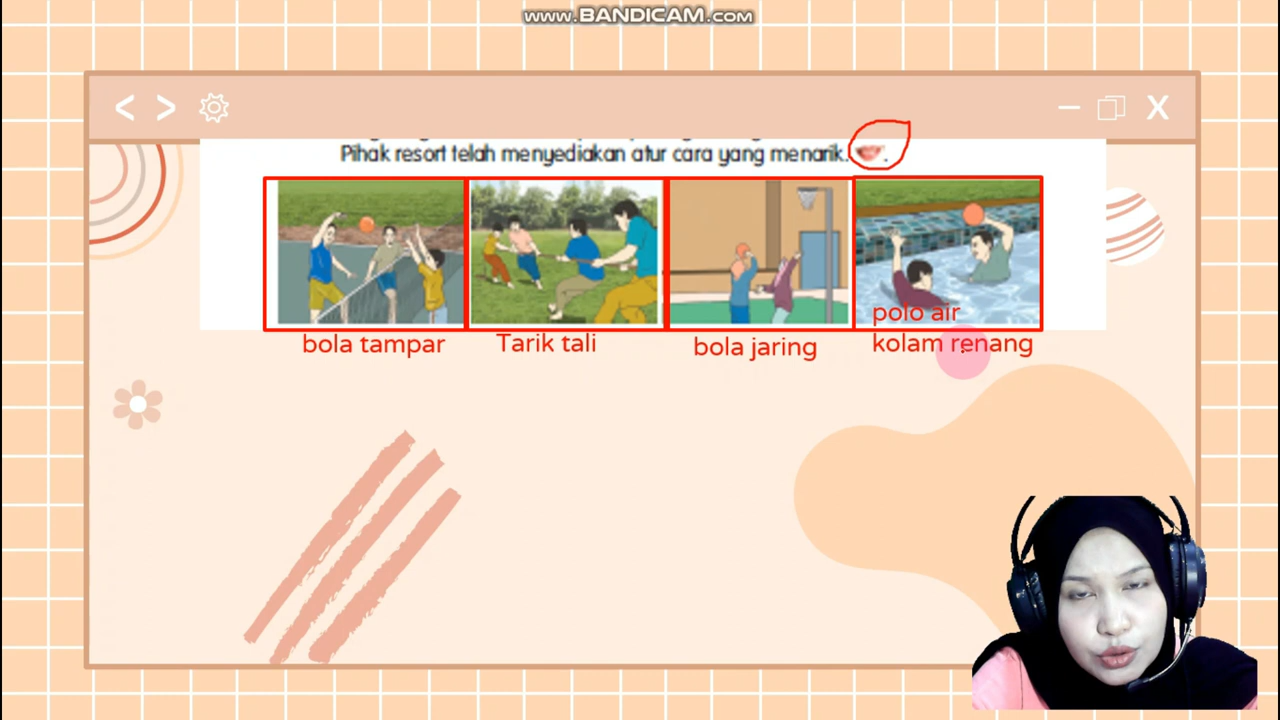 www.BANDICAM.com
Pihak resort telah menyediakan atur cara yang menarik.
bola tampar
Tarik tali
bola jaring
polo air
kolam renang